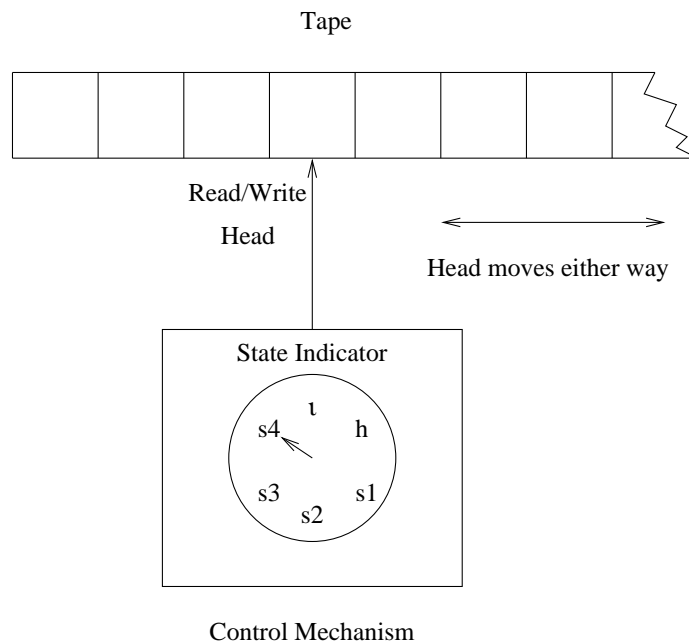 Tape
Read/Write
Head
Head moves either way
State Indicator
ι
s4 h
s3 s1
s2
Control Mechanism